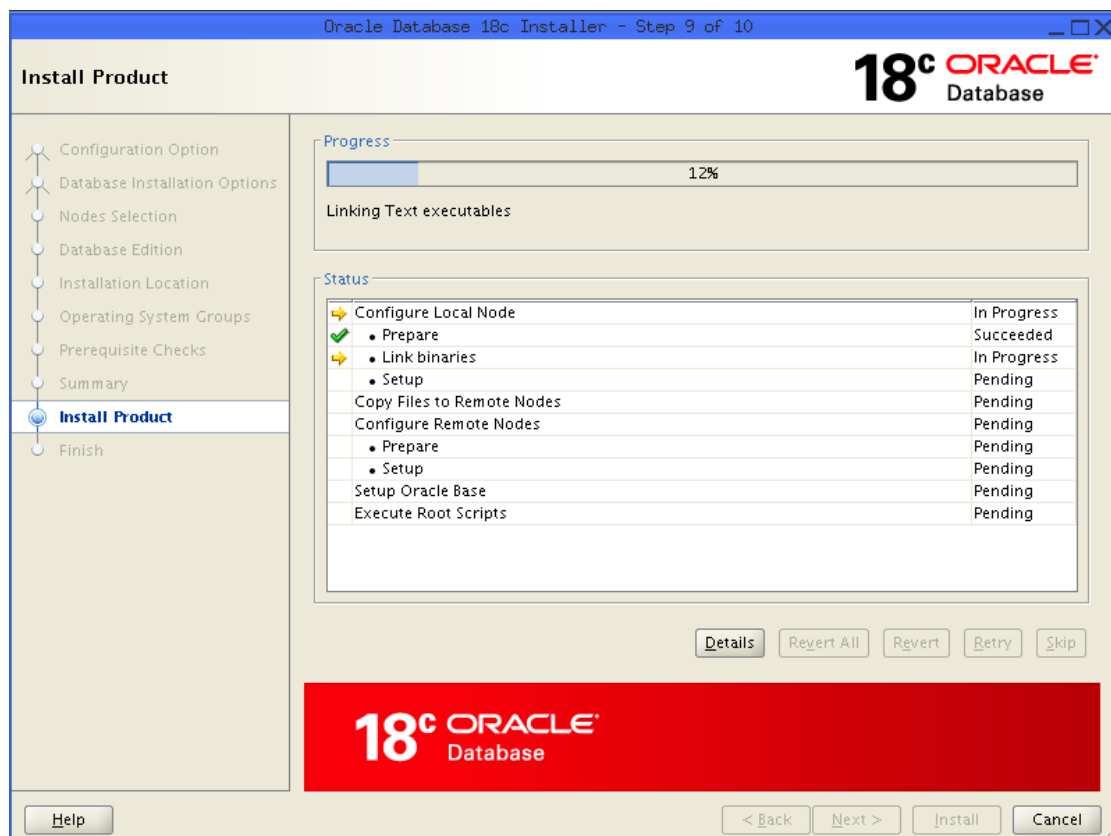 Oracle Database 18c Installer - Step 9 of 10
Install Product
18c ORACLE
Database
Configuration Option
Database Installation Options
Nodes Selection
Database Edition
Installation Location
Operating System Groups
Prerequisite Checks
Summary
Install Product
Finish
Progress
12%
Linking Text executables
Status
Configure Local Node In Progress
• Prepare Succeeded
• Link binaries In Progress
• Setup Pending
Copy Files to Remote Nodes Pending
Configure Remote Nodes Pending
• Prepare Pending
• Setup Pending
Setup Oracle Base Pending
Execute Root Scripts Pending
Details Revert All Revert Retry Skip
18c ORACLE
Database
Help < Back Next > Install Cancel